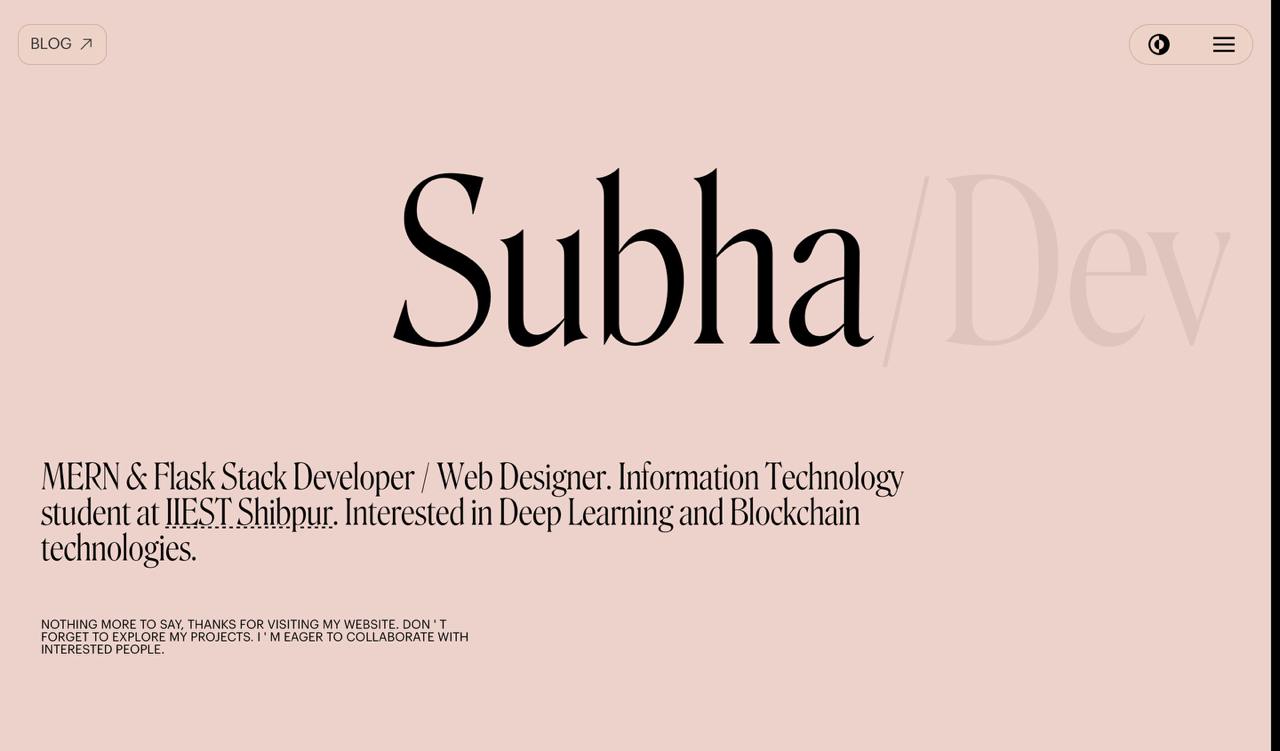 BLOG
Subha/Dev
MERN & Flask Stack Developer / Web Designer. Information Technology
student at IIEST Shibpur. Interested in Deep Learning and Blockchain
technologies.
NOTHING MORE TO SAY, THANKS FOR VISITING MY WEBSITE. DON ' T
FORGET TO EXPLORE MY PROJECTS. I ' M EAGER TO COLLABORATE WITH
INTERESTED PEOPLE.